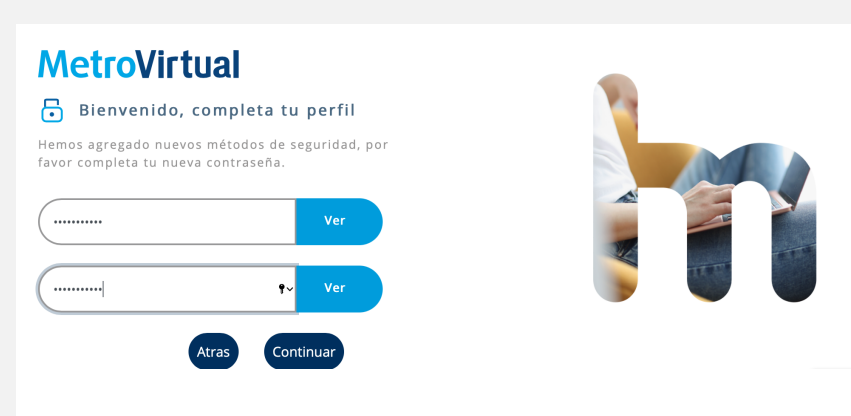 MetroVirtual
Bienvenido, completa tu perfil
Hemos agregado nuevos métodos de seguridad, por
favor completa tu nueva contraseña.
••••••••••• Ver
••••••••••• Ver
Atras Continuar